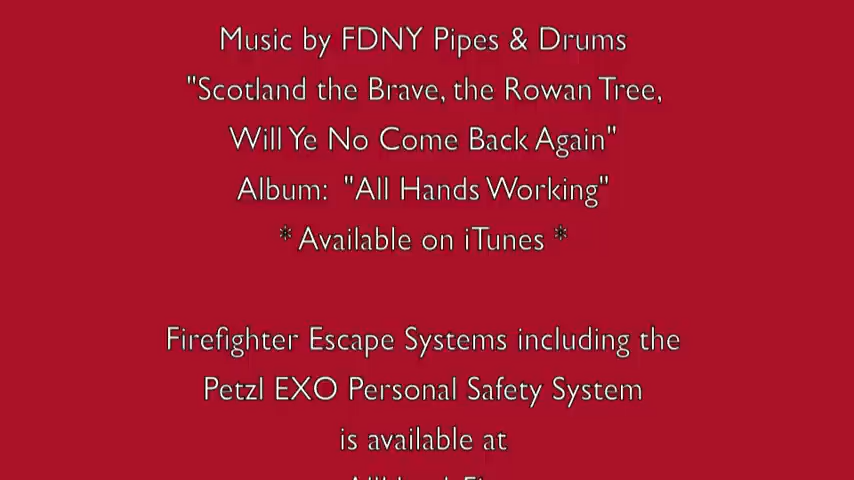 Music by FDNY Pipes & Drums
"Scotland the Brave, the Rowan Tree,
Will Ye No Come Back Again"
Album: "All Hands Working"
* Available on iTunes *
Firefighter Escape Systems including the
Petzl EXO Personal Safety System
is available at